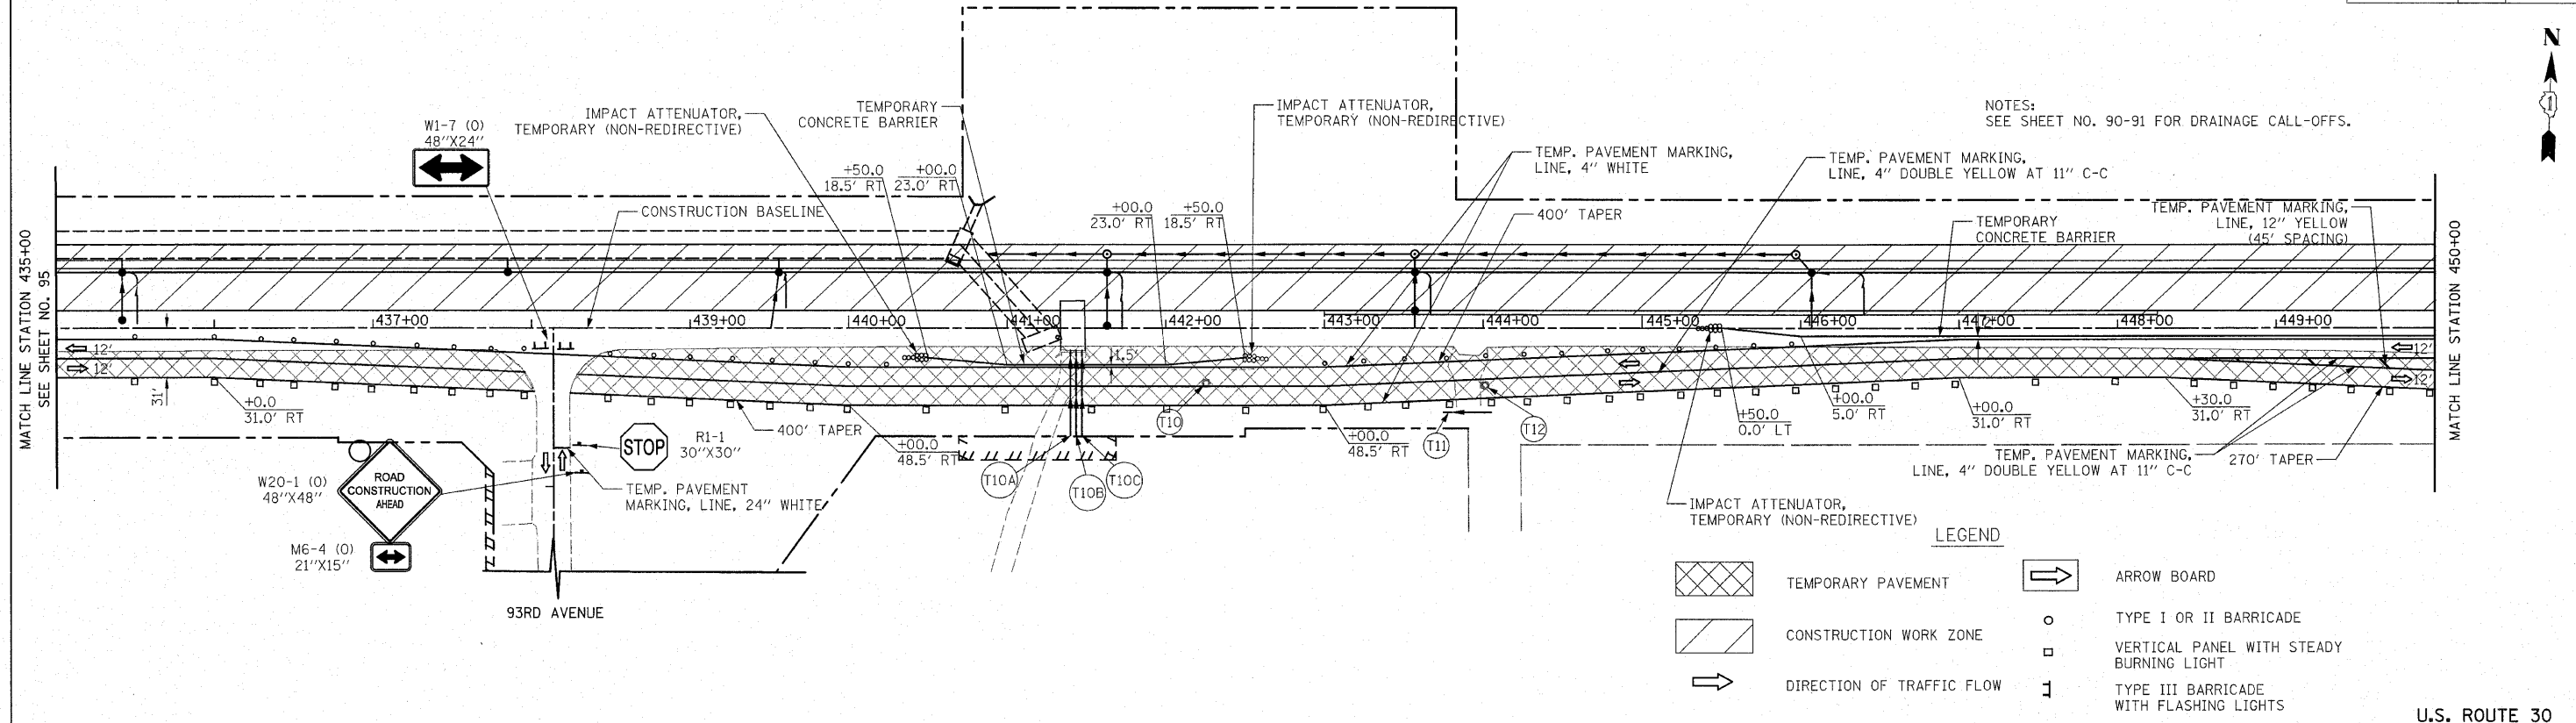 N
1
NOTES:
SEE SHEET NO. 90-91 FOR DRAINAGE CALL-OFFS.
W1-7 (O)
48"X24"
IMPACT ATTENUATOR,
TEMPORARY (NON-REDIRECTIVE)
TEMPORARY
CONCRETE BARRIER
IMPACT ATTENUATOR,
TEMPORARY (NON-REDIRECTIVE)
TEMP. PAVEMENT MARKING,
LINE, 4" WHITE
TEMP. PAVEMENT MARKING,
LINE, 4" DOUBLE YELLOW AT 11" C-C
+50.0
18.5' RT
+00.0
23.0' RT
CONSTRUCTION BASELINE
+00.0
23.0' RT
+50.0
18.5' RT
400' TAPER
TEMPORARY
CONCRETE BARRIER
TEMP. PAVEMENT MARKING,
LINE, 12" YELLOW
(45' SPACING)
MATCH LINE STATION 435+00
SEE SHEET NO. 95
MATCH LINE STATION 450+00
437+00
439+00
440+00
441+00
442+00
443+00
444+00
445+00
446+00
447+00
448+00
449+00
12'
12'
31'
1.5'
2'
12'
12'
+0.0
31.0' RT
400' TAPER
+00.0
48.5' RT
T10
+00.0
48.5' RT
T11
T12
+50.0
0.0' LT
+00.0
5.0' RT
+00.0
31.0' RT
+30.0
31.0' RT
STOP
R1-1
30"X30"
T10A
T10B
T10C
TEMP. PAVEMENT MARKING,
LINE, 4" DOUBLE YELLOW AT 11" C-C
270' TAPER
W20-1 (O)
48"X48"
ROAD
CONSTRUCTION
AHEAD
TEMP. PAVEMENT
MARKING, LINE, 24" WHITE
IMPACT ATTENUATOR,
TEMPORARY (NON-REDIRECTIVE)
M6-4 (O)
21"X15"
93RD AVENUE
LEGEND
TEMPORARY PAVEMENT
CONSTRUCTION WORK ZONE
DIRECTION OF TRAFFIC FLOW
ARROW BOARD
TYPE I OR II BARRICADE
VERTICAL PANEL WITH STEADY
BURNING LIGHT
TYPE III BARRICADE
WITH FLASHING LIGHTS
U.S. ROUTE 30